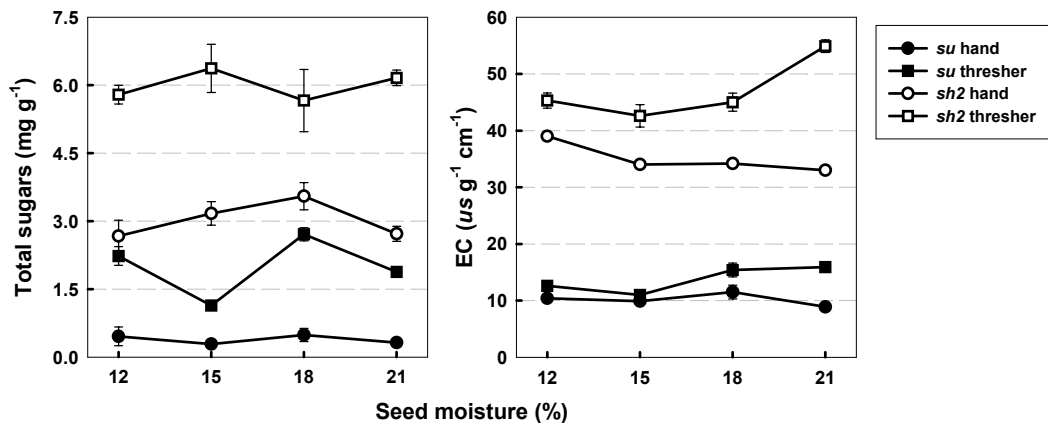 Total sugars (mg g-1)
7.5
6.0
4.5
3.0
1.5
0.0
12 15 18 21
EC (us g-1 cm-1)
60
50
40
30
20
10
0
12 15 18 21
Seed moisture (%)
su hand
su thresher
sh2 hand
sh2 thresher